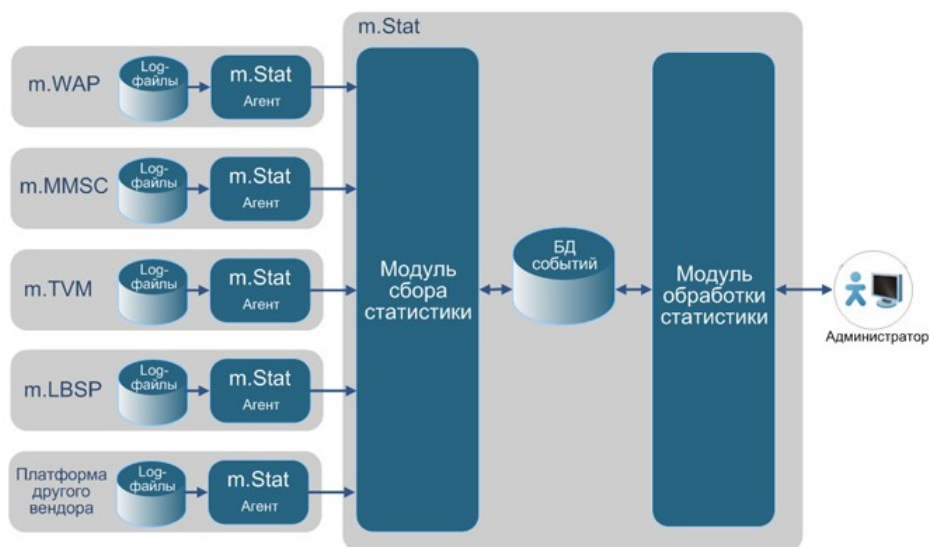 m.Stat
m.WAP
Log-
файлы
m.Stat
Агент
m.MMSC
Log-
файлы
m.Stat
Агент
m.TVM
Log-
файлы
m.Stat
Агент
m.LBSP
Log-
файлы
m.Stat
Агент
Платформа
другого
вендора
Log-
файлы
m.Stat
Агент
Модуль
сбора
статистики
БД
событий
Модуль
обработки
статистики
Администратор